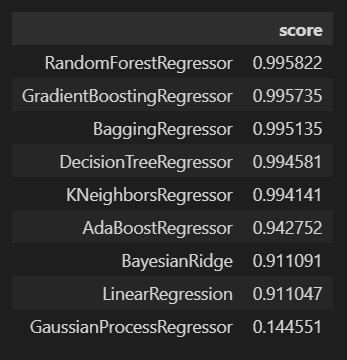 score
RandomForestRegressor 0.995822
GradientBoostingRegressor 0.995735
BaggingRegressor 0.995135
DecisionTreeRegressor 0.994581
KNeighborsRegressor 0.994141
AdaBoostRegressor 0.942752
BayesianRidge 0.911091
LinearRegression 0.911047
GaussianProcessRegressor 0.144551